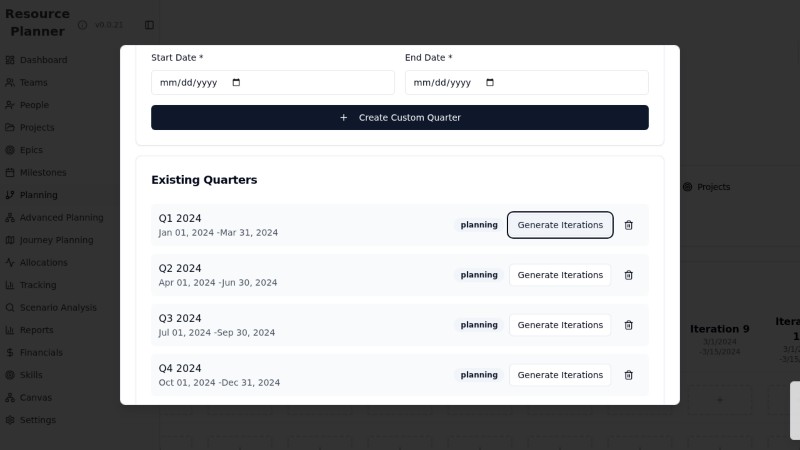 Resource
Planner
v0.0.21
Dashboard
Teams
People
Projects
Epics
Milestones
Planning
Advanced Planning
Journey Planning
Allocations
Tracking
Scenario Analysis
Reports
Financials
Skills
Canvas
Settings
Start Date *
End Date *
mm/dd/yyyy
mm/dd/yyyy
+ Create Custom Quarter
Existing Quarters
Q1 2024
Jan 01, 2024 -Mar 31, 2024
planning
Generate Iterations
Q2 2024
Apr 01, 2024 -Jun 30, 2024
planning
Generate Iterations
Q3 2024
Jul 01, 2024 -Sep 30, 2024
planning
Generate Iterations
Q4 2024
Oct 01, 2024 -Dec 31, 2024
planning
Generate Iterations
Projects
Iteration 9
3/1/2024
-3/15/2024